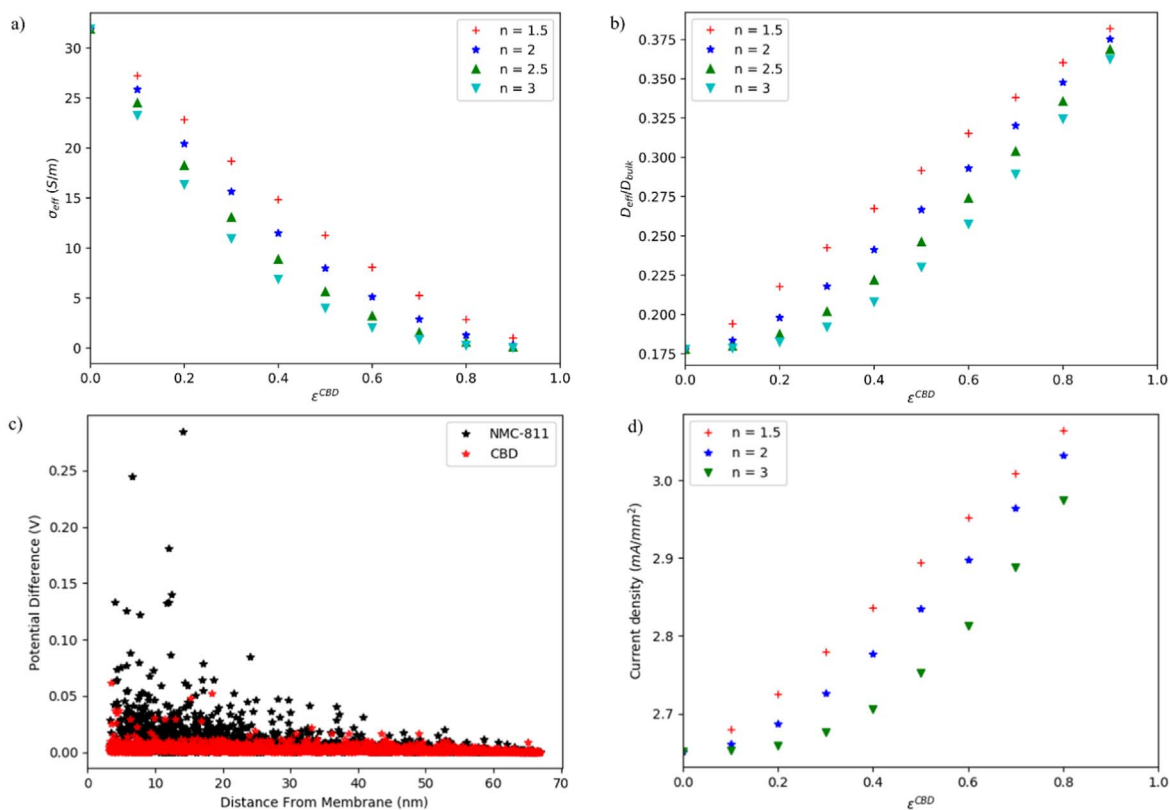 a)
σeff (S/m)
30
25
20
15
10
5
0
0.0 0.2 0.4 0.6 0.8 1.0
εCBD
n = 1.5
n = 2
n = 2.5
n = 3
b)
Deff/Dbulk
0.375
0.350
0.325
0.300
0.275
0.250
0.225
0.200
0.175
0.0 0.2 0.4 0.6 0.8 1.0
εCBD
n = 1.5
n = 2
n = 2.5
n = 3
c)
Potential Difference (V)
0.25
0.20
0.15
0.10
0.05
0.00
0 10 20 30 40 50 60 70
Distance From Membrane (nm)
NMC-811
CBD
d)
Current density (mA/mm²)
3.0
2.9
2.8
2.7
0.0 0.2 0.4 0.6 0.8 1.0
εCBD
n = 1.5
n = 2
n = 3